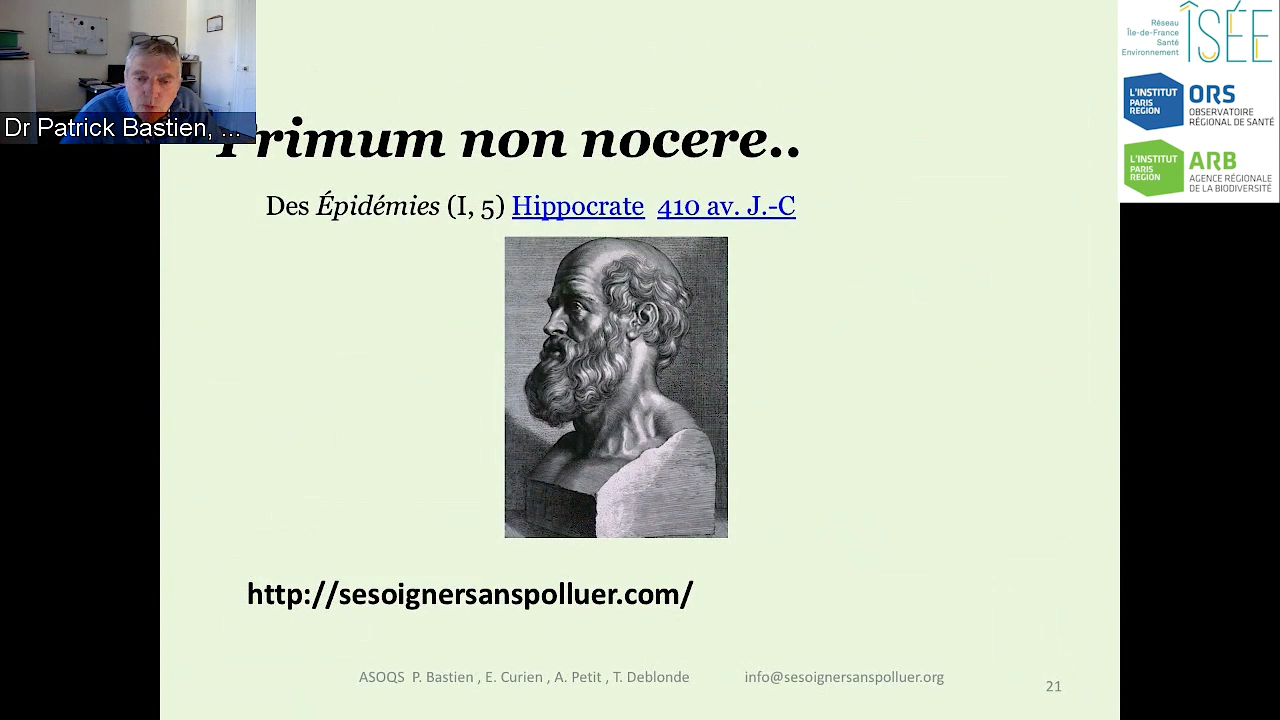 Dr Patrick Bastien, ...
Primum non nocere..
Des Épidémies (I, 5) Hippocrate 410 av. J.-C
http://sesoignersanspolluer.com/
ASOQS P. Bastien , E. Curien , A. Petit , T. Deblonde info@sesoignersanspolluer.org
21
Réseau
Île-de-France
Santé
Environnement
ÎSÉE
L'INSTITUT
PARIS
REGION
ORS
OBSERVATOIRE
RÉGIONAL DE SANTÉ
L'INSTITUT
PARIS
REGION
ARB
AGENCE RÉGIONALE
DE LA BIODIVERSITÉ